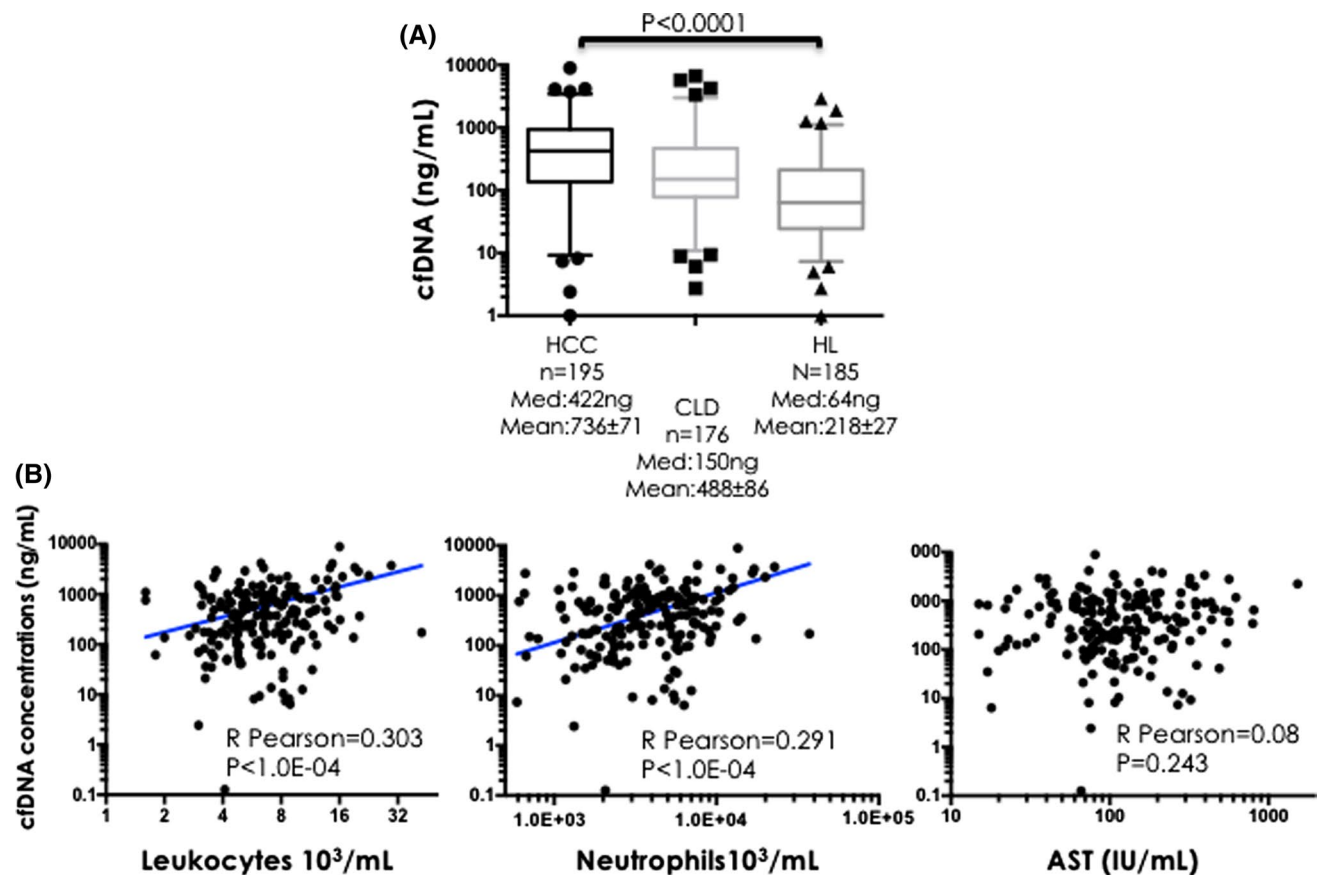 (A)
P<0.0001
cfDNA (ng/mL)
10000
1000
100
10
1
HCC
n=195
Med:422ng
Mean:736±71
CLD
n=176
Med:150ng
Mean:488±86
HL
N=185
Med:64ng
Mean:218±27
(B)
cfDNA concentrations (ng/mL)
10000
1000
100
10
1
0.1
R Pearson=0.303
P<1.0E-04
1 2 4 8 16 32
Leukocytes 10³/mL
10000
1000
100
10
1
0.1
R Pearson=0.291
P<1.0E-04
1.0E+03 1.0E+04 1.0E+05
Neutrophils10³/mL
000
000
100
10
1
0.1
R Pearson=0.08
P=0.243
10 100 1000
AST (IU/mL)